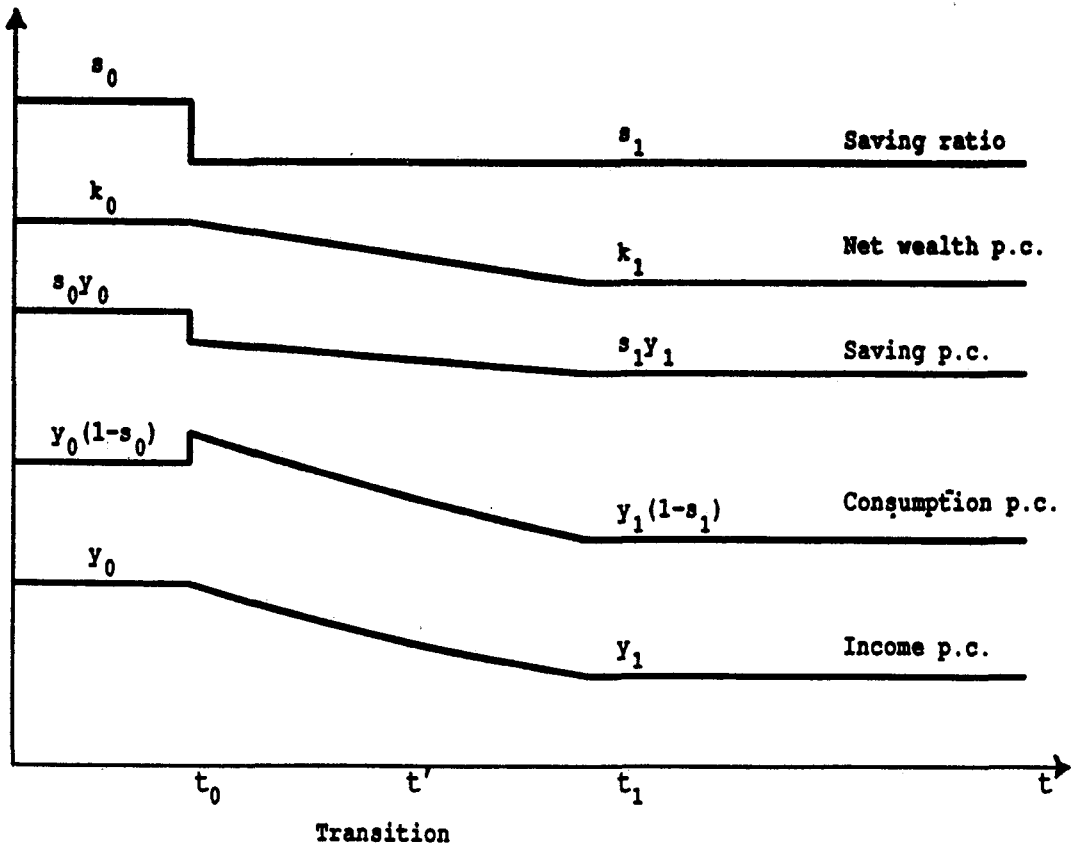 s₀
s₁ Saving ratio
k₀
k₁ Net wealth p.c.
s₀y₀
s₁y₁ Saving p.c.
y₀(1-s₀)
y₁(1-s₁) Consumption p.c.
y₀
y₁ Income p.c.
t₀ t' t₁ t
Transition